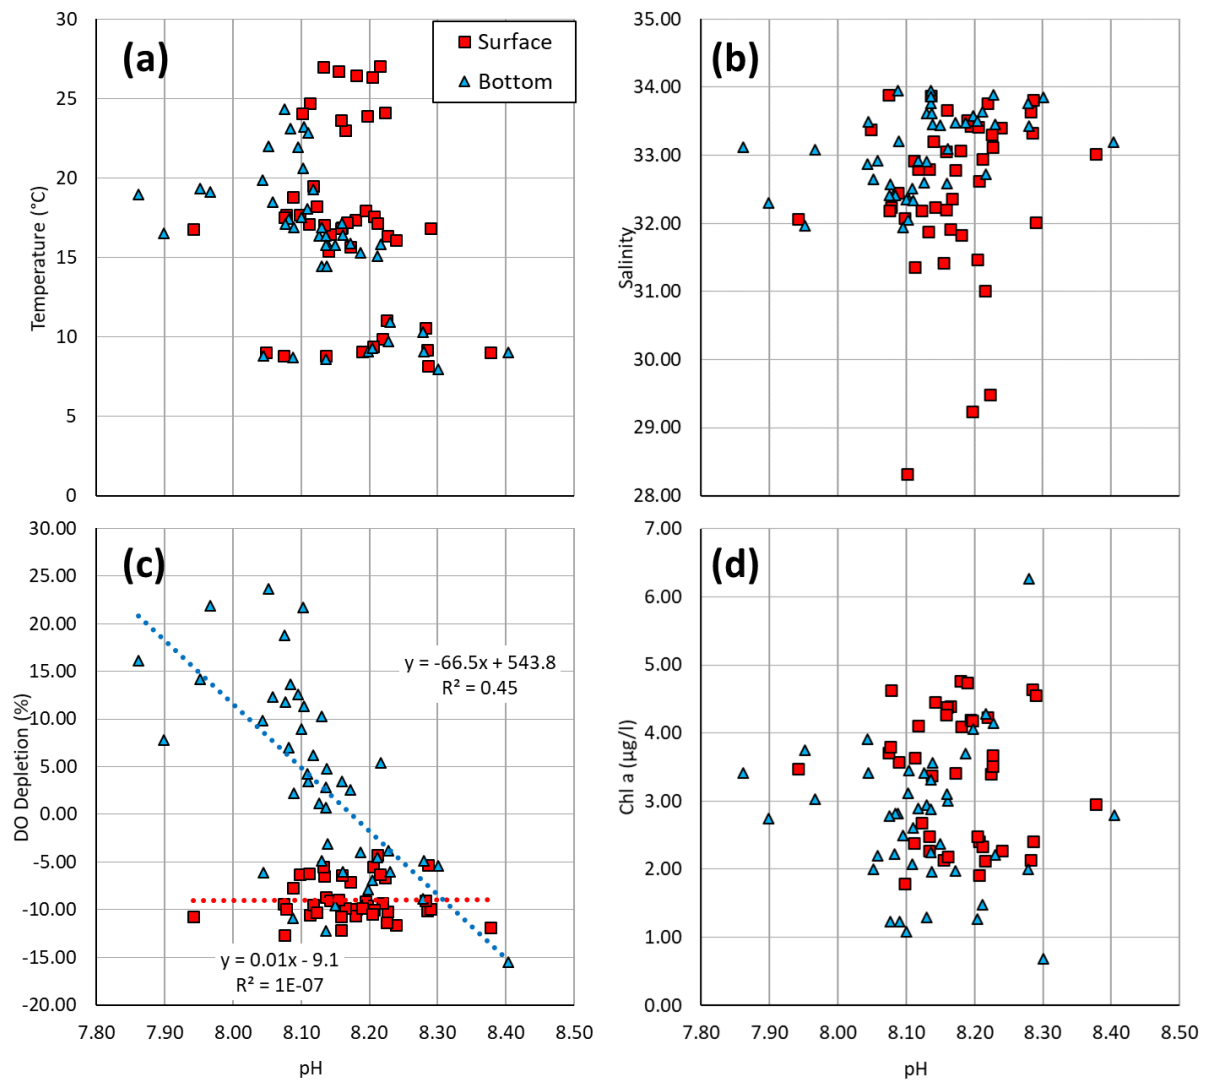 (a)
Surface
Bottom
30
25
20
15
10
5
0
Temperature (°C)
(b)
35.00
34.00
33.00
32.00
31.00
30.00
29.00
28.00
Salinity
(c)
30.00
25.00
20.00
15.00
10.00
5.00
0.00
-5.00
-10.00
-15.00
-20.00
DO Depletion (%)
y = -66.5x + 543.8
R² = 0.45
y = 0.01x - 9.1
R² = 1E-07
7.80 7.90 8.00 8.10 8.20 8.30 8.40 8.50
pH
(d)
7.00
6.00
5.00
4.00
3.00
2.00
1.00
0.00
Chl a (µg/l)
7.80 7.90 8.00 8.10 8.20 8.30 8.40 8.50
pH